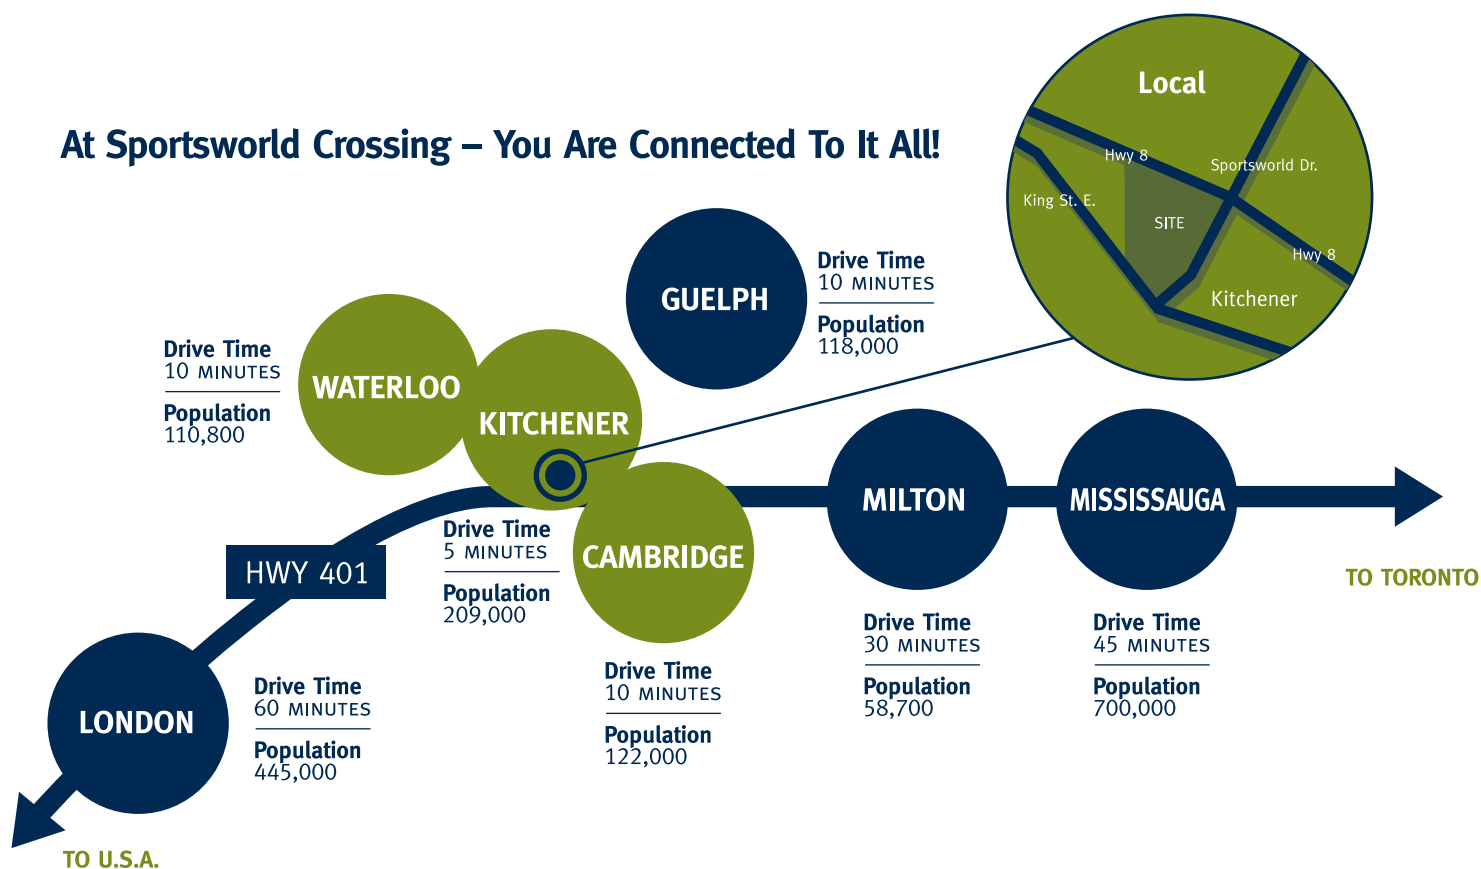 At Sportsworld Crossing – You Are Connected To It All!
Local
Hwy 8
Sportsworld Dr.
King St. E.
SITE
Hwy 8
Kitchener
GUELPH
Drive Time
10 MINUTES
Population
118,000
WATERLOO
Drive Time
10 MINUTES
Population
110,800
KITCHENER
Drive Time
5 MINUTES
Population
209,000
CAMBRIDGE
Drive Time
10 MINUTES
Population
122,000
MILTON
Drive Time
30 MINUTES
Population
58,700
MISSISSAUGA
Drive Time
45 MINUTES
Population
700,000
TO TORONTO
HWY 401
LONDON
Drive Time
60 MINUTES
Population
445,000
TO U.S.A.